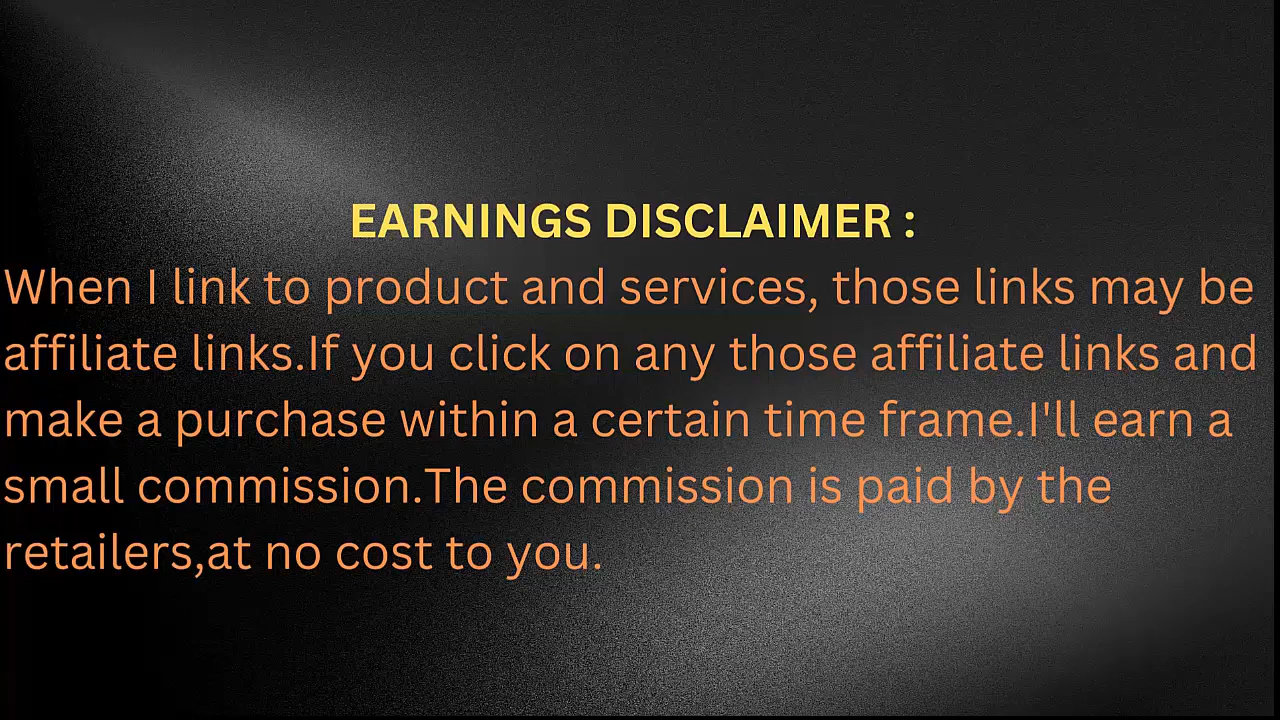 EARNINGS DISCLAIMER :
When I link to product and services, those links may be
affiliate links.If you click on any those affiliate links and
make a purchase within a certain time frame.I'll earn a
small commission.The commission is paid by the
retailers,at no cost to you.